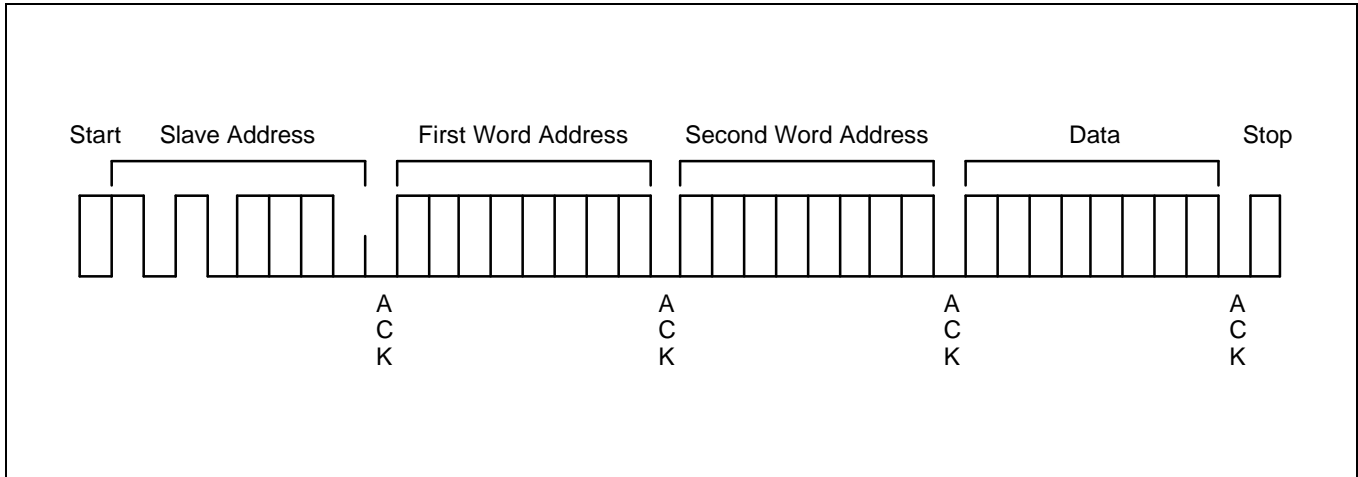 Start Slave Address First Word Address Second Word Address Data Stop
A A A A
C C C C
K K K K